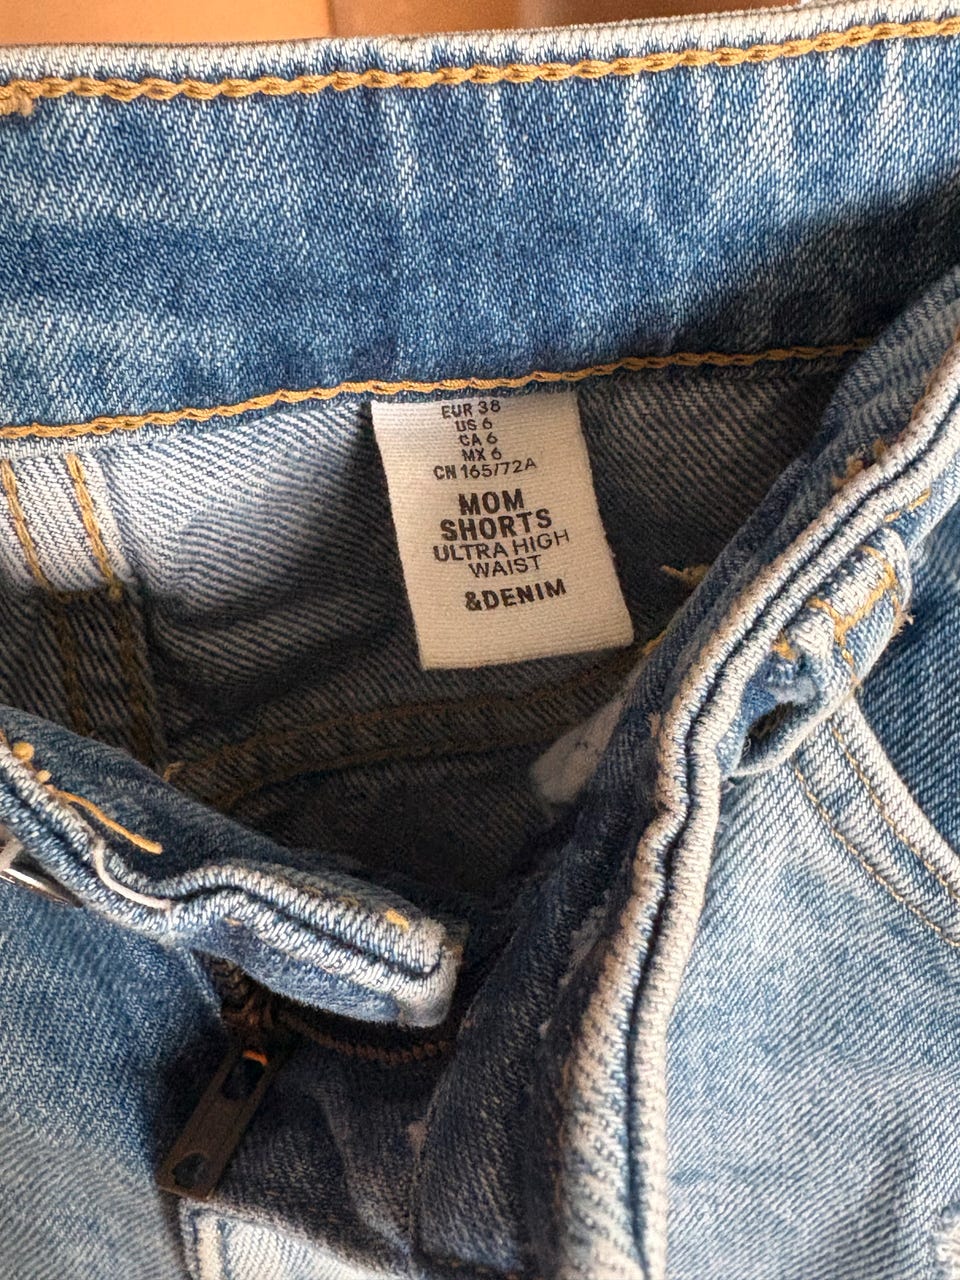 EUR 38
US 6
CA 6
MX 6
CN 165/72A
MOM
SHORTS
ULTRA HIGH
WAIST
&DENIM